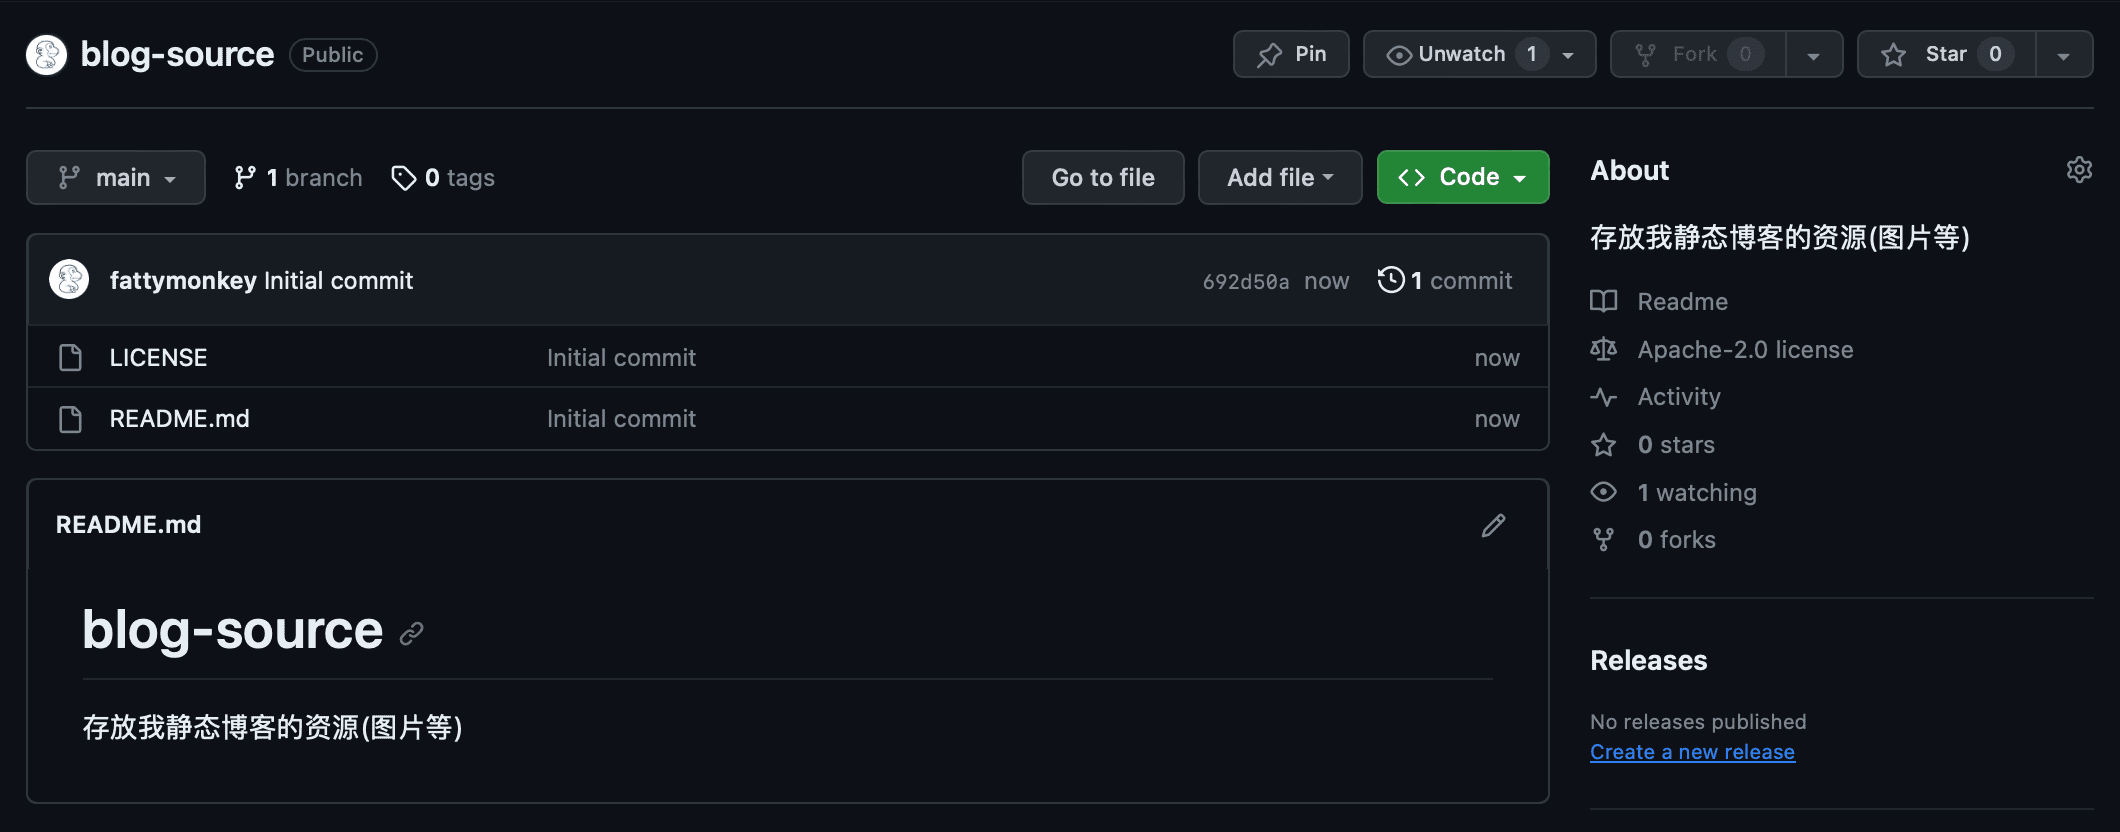 blog-source Public Pin Unwatch 1 Fork 0 Star 0
main 1 branch 0 tags Go to file Add file Code
fattymonkey Initial commit 692d50a now 1 commit
LICENSE Initial commit now
README.md Initial commit now
README.md
blog-source
存放我静态博客的资源(图片等)
About
存放我静态博客的资源(图片等)
Readme
Apache-2.0 license
Activity
0 stars
1 watching
0 forks
Releases
No releases published
Create a new release